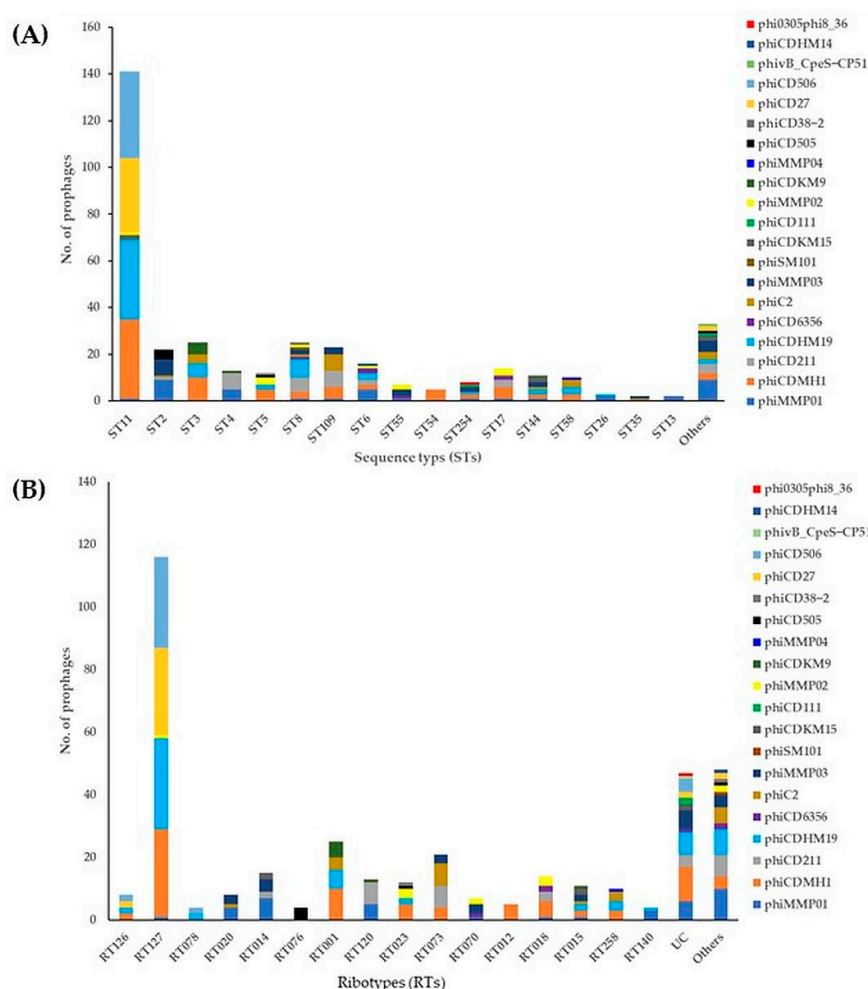 (A)
No. of prophages
160
140
120
100
80
60
40
20
0
ST11
ST2
ST3
ST4
ST5
ST8
ST109
ST6
ST55
ST54
ST254
ST17
ST44
ST58
ST26
ST35
ST13
Others
Sequence typs (STs)
phi0305phi8_36
phiCDHM14
phivB_CpeS-CP51
phiCD506
phiCD27
phiCD38-2
phiCD505
phiMMP04
phiCDKM9
phiMMP02
phiCD111
phiCDKM15
phiSM101
phiMMP03
phiC2
phiCD6356
phiCDHM19
phiCD211
phiCDMH1
phiMMP01
(B)
No. of prophages
140
120
100
80
60
40
20
0
RT126
RT127
RT078
RT020
RT014
RT076
RT001
RT120
RT023
RT073
RT070
RT012
RT018
RT015
RT258
RT140
UC
Others
Ribotypes (RTs)
phi0305phi8_36
phiCDHM14
phivB_CpeS-CP51
phiCD506
phiCD27
phiCD38-2
phiCD505
phiMMP04
phiCDKM9
phiMMP02
phiCD111
phiCDKM15
phiSM101
phiMMP03
phiC2
phiCD6356
phiCDHM19
phiCD211
phiCDMH1
phiMMP01